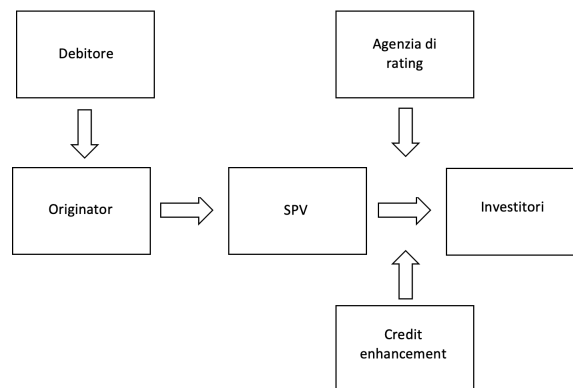 Debitore
Agenzia di
rating
Originator
SPV
Investitori
Credit
enhancement